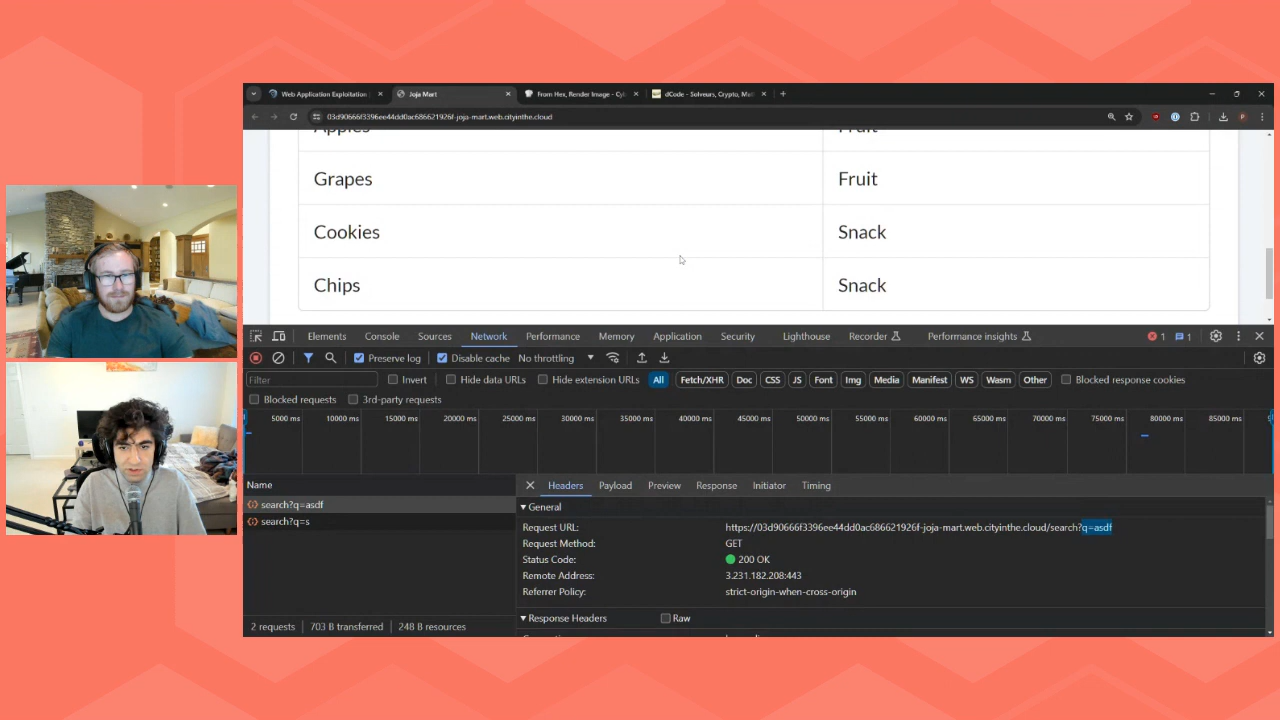 Web Application Exploitation
Joja Mart
From Hex, Render Image - Cyb
dCode - Solveurs, Crypto, Mat
03d90666f3396ee44dd0ac686621926f-joja-mart.web.cityinthe.cloud
Apples Fruit
Grapes Fruit
Cookies Snack
Chips Snack
Elements Console Sources Network Performance Memory Application Security Lighthouse Recorder Performance insights 1 1
Preserve log Disable cache No throttling
Filter Invert Hide data URLs Hide extension URLs All Fetch/XHR Doc CSS JS Font Img Media Manifest WS Wasm Other Blocked response cookies
Blocked requests 3rd-party requests
5000 ms 10000 ms 15000 ms 20000 ms 25000 ms 30000 ms 35000 ms 40000 ms 45000 ms 50000 ms 55000 ms 60000 ms 65000 ms 70000 ms 75000 ms 80000 ms 85000 ms
Name Headers Payload Preview Response Initiator Timing
search?q=asdf
search?q=s
General
Request URL: https://03d90666f3396ee44dd0ac686621926f-joja-mart.web.cityinthe.cloud/search?q=asdf
Request Method: GET
Status Code: 200 OK
Remote Address: 3.231.182.208:443
Referrer Policy: strict-origin-when-cross-origin
Response Headers Raw
2 requests 703 B transferred 248 B resources